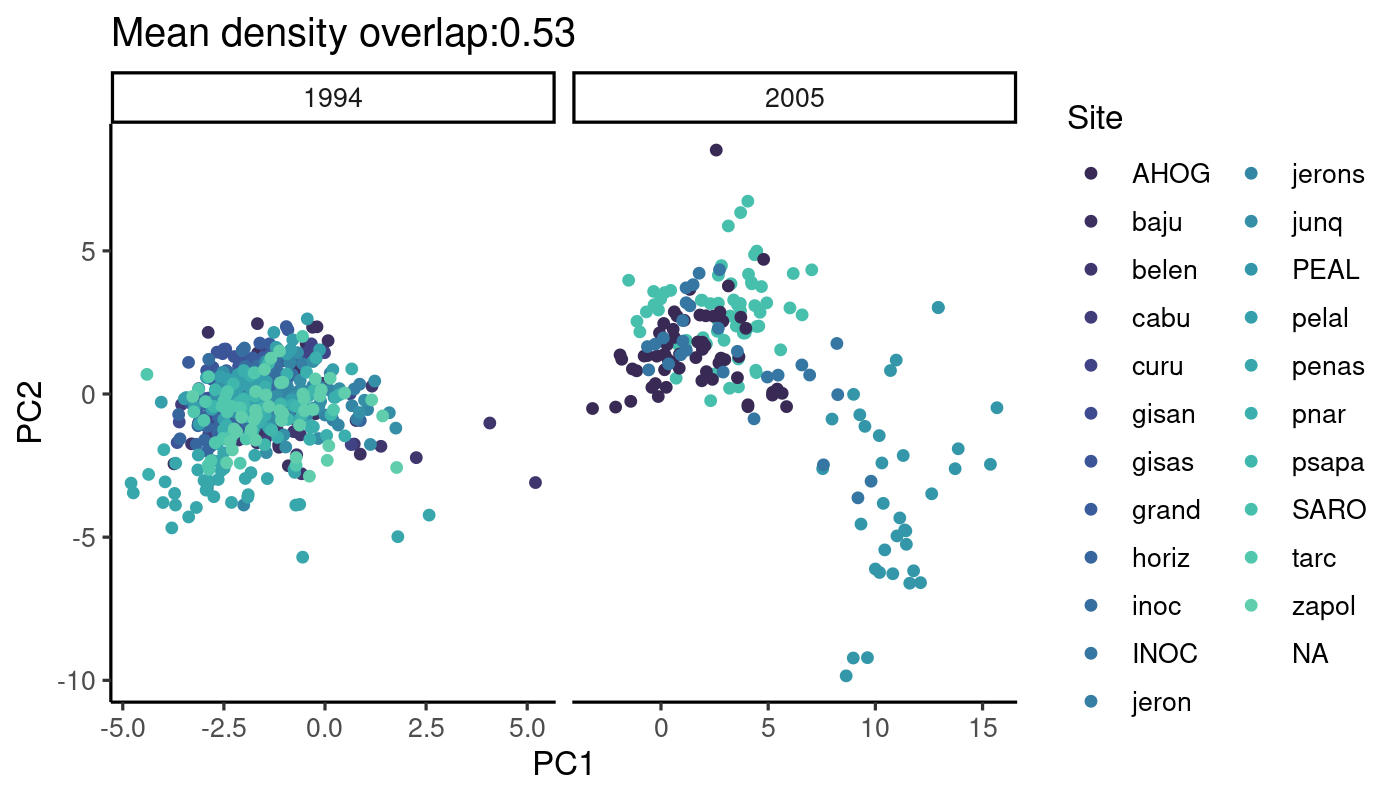 Mean density overlap:0.53
1994
2005
5
0
-5
-10
PC2
-5.0 -2.5 0.0 2.5 5.0
0 5 10 15
PC1
Site
AHOG
baju
belen
cabu
curu
gisan
gisas
grand
horiz
inoc
INOC
jeron
jerons
junq
PEAL
pelal
penas
pnar
psapa
SARO
tarc
zapol
NA